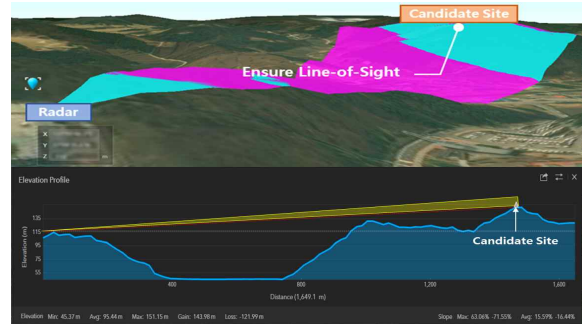 Candidate Site
Ensure Line-of-Sight
Radar
X
Y
Z
m
Elevation Profile
135
115
95
75
55
Elevation (m)
Candidate Site
400
800
1,200
1,600
Distance (1,649.1 m)
Elevation Min: 45.37 m Avg: 95.44 m Max: 151.15 m Gain: 143.98 m Loss: -121.99 m
Slope Max: 63.06% -71.55% Avg: 15.59% -16.44%